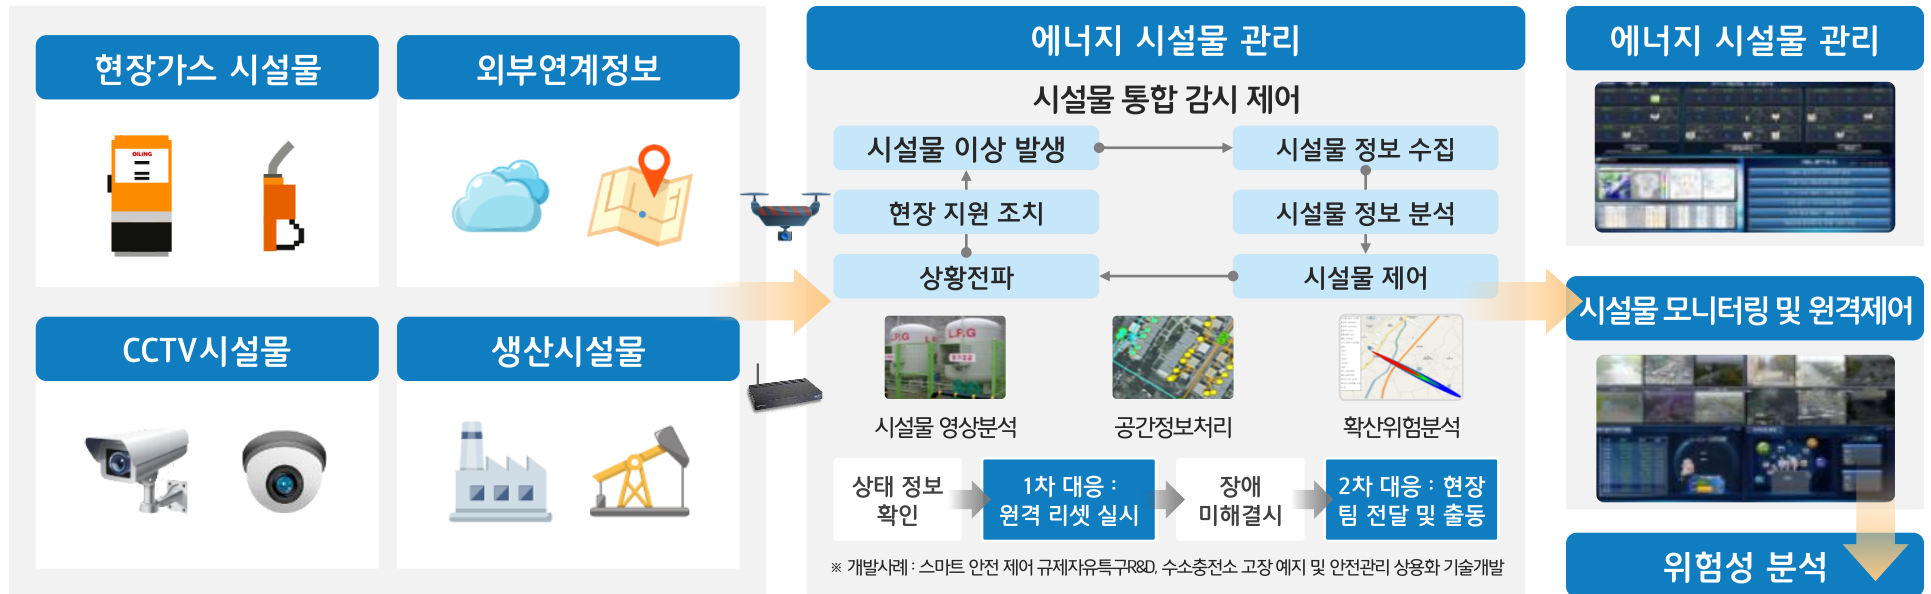 현장가스 시설물
외부연계정보
OILING
CCTV시설물
생산시설물
에너지 시설물 관리
시설물 통합 감시 제어
시설물 이상 발생
시설물 정보 수집
현장 지원 조치
시설물 정보 분석
상황전파
시설물 제어
L.P.G
L.P.G
시설물 영상분석
공간정보처리
확산위험분석
상태 정보
확인
1차 대응 :
원격 리셋 실시
장애
미해결시
2차 대응 : 현장
팀 전달 및 출동
※ 개발사례 : 스마트 안전 제어 규제자유특구R&D, 수소충전소 고장 예지 및 안전관리 상용화 기술개발
에너지 시설물 관리
시설물 모니터링 및 원격제어
위험성 분석